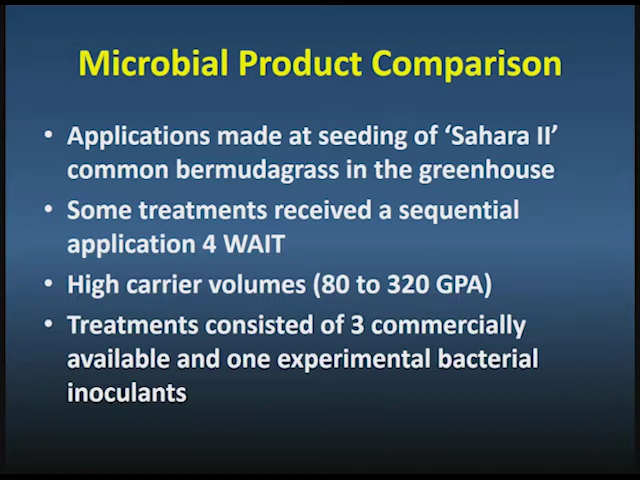 Microbial Product Comparison
• Applications made at seeding of ‘Sahara II’
common bermudagrass in the greenhouse
• Some treatments received a sequential
application 4 WAIT
• High carrier volumes (80 to 320 GPA)
• Treatments consisted of 3 commercially
available and one experimental bacterial
inoculants